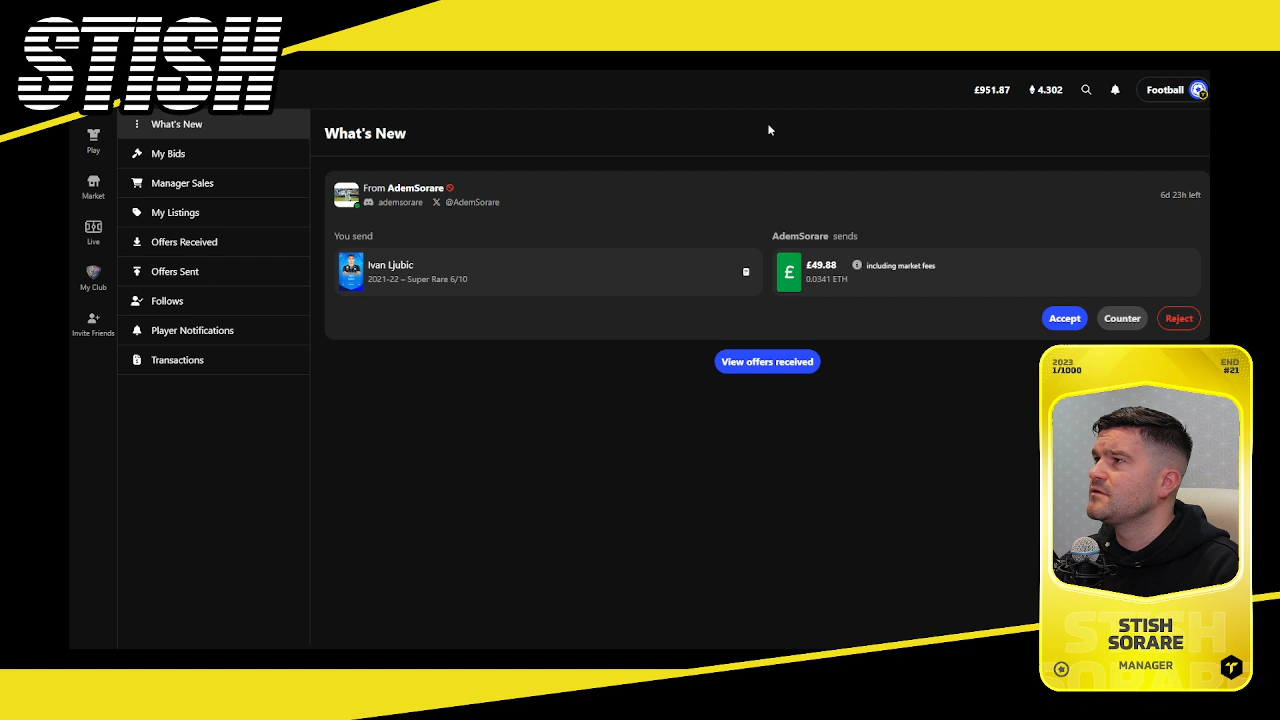 STISH
£951.87
4.302
Football
What's New
My Bids
Manager Sales
My Listings
Offers Received
Offers Sent
Follows
Player Notifications
Transactions
Play
Market
Live
My Club
Invite Friends
What's New
From AdemSorare
ademsorare @AdemSorare
6d 23h left
You send
Ivan Ljubic
2021-22 – Super Rare 6/10
AdemSorare sends
£
£49.88 including market fees
0.0341 ETH
Accept
Counter
Reject
View offers received
2023
1/1000
END
#21
STISH
SORARE
MANAGER